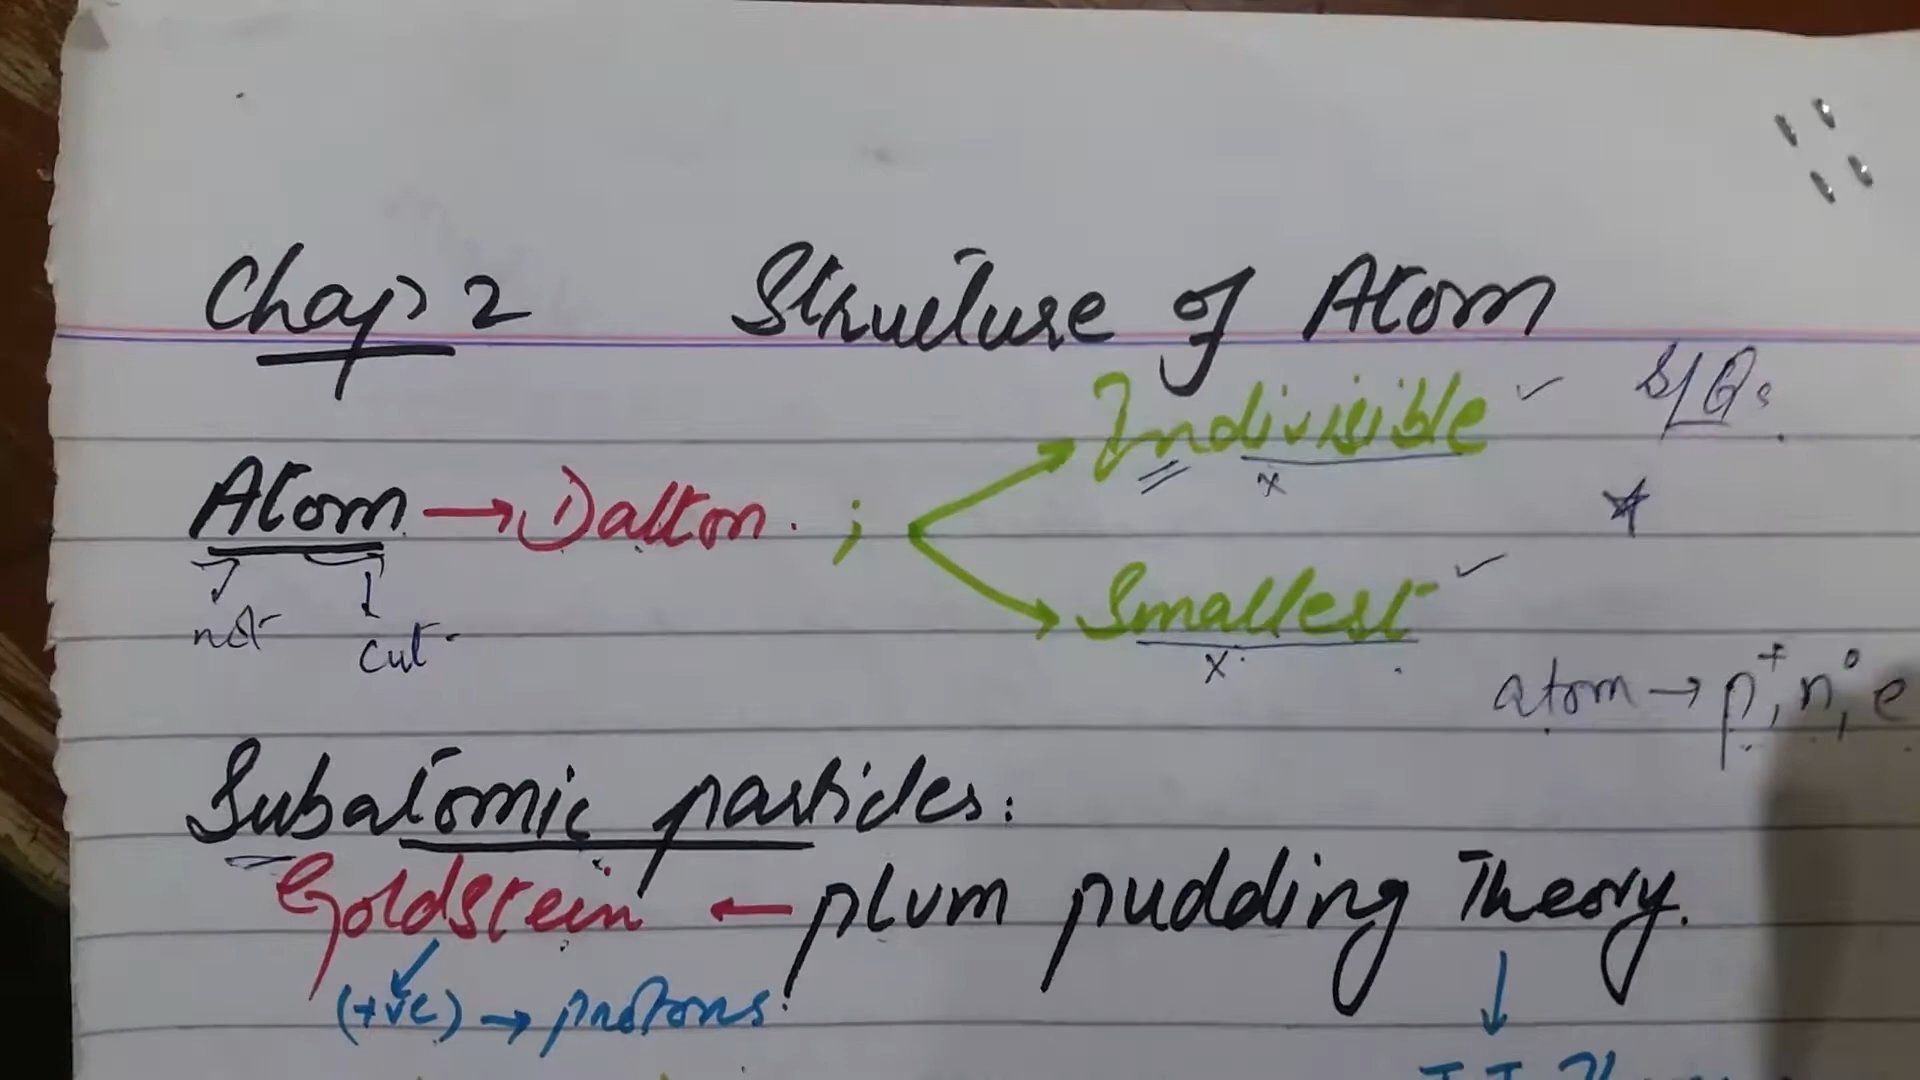 Chap 2 Structure of Atom
Indivisible ✓ S/Q.
x
Atom → Dalton. ;
not cut
Smallest ✓
x
atom → p⁺, n⁰, e
Subatomic particles:
Goldstein ← plum pudding Theory.
(+ve) → protons.